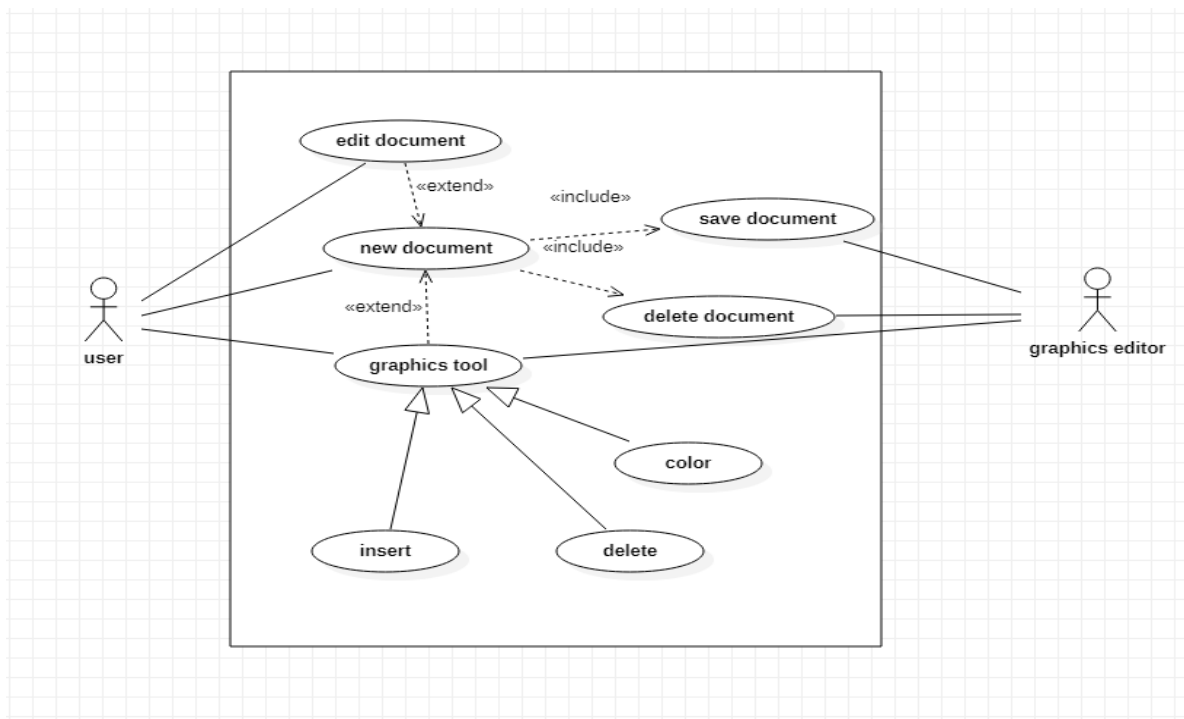 edit document
«extend»
«include»
save document
new document
«include»
«extend»
delete document
user
graphics editor
graphics tool
color
insert
delete